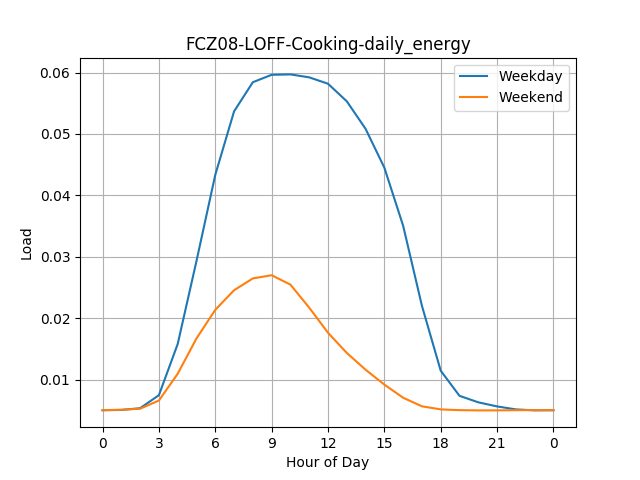 FCZ08-LOFF-Cooking-daily_energy
Weekday
Weekend
0.06
0.05
0.04
0.03
0.02
0.01
Load
0 3 6 9 12 15 18 21 0
Hour of Day